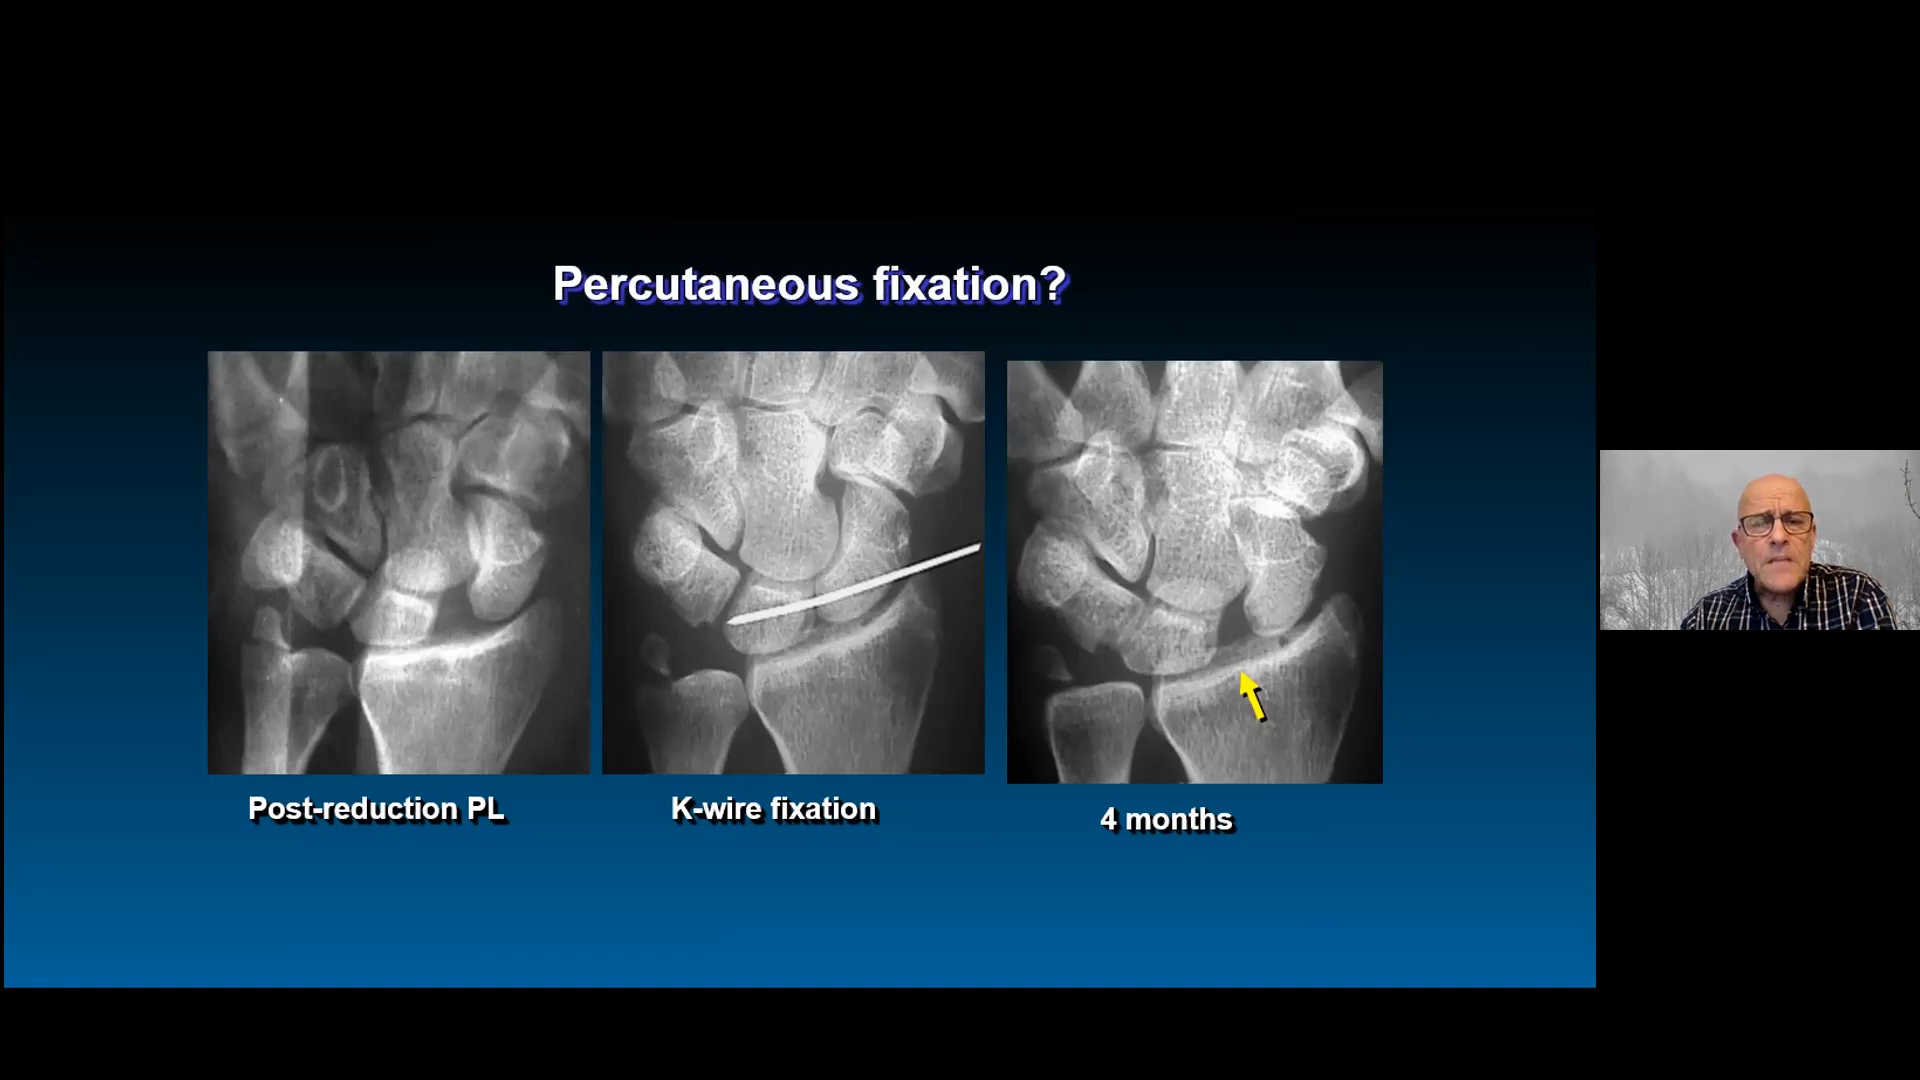 Percutaneous fixation?
Post-reduction PL
K-wire fixation
4 months